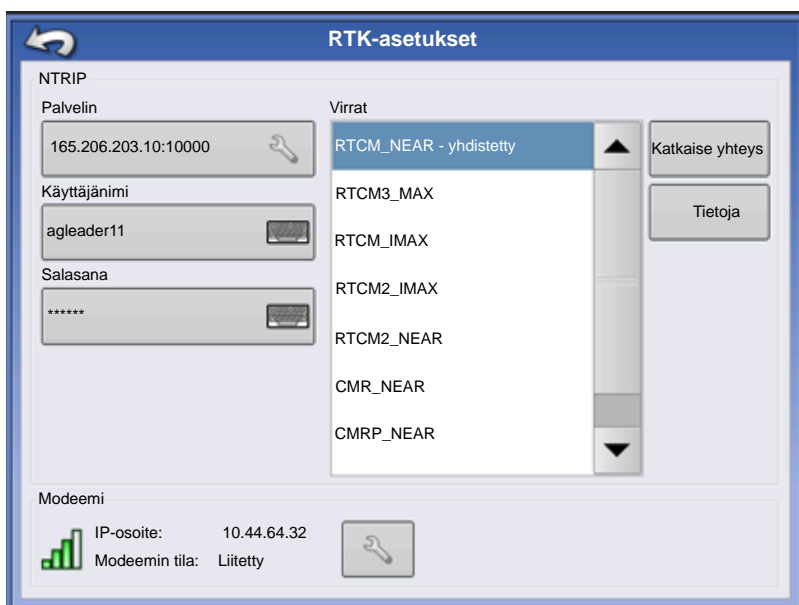 RTK-asetukset
NTRIP
Palvelin
165.206.203.10:10000
Käyttäjänimi
agleader11
Salasana
******
Virrat
RTCM_NEAR - yhdistetty
RTCM3_MAX
RTCM_IMAX
RTCM2_IMAX
RTCM2_NEAR
CMR_NEAR
CMRP_NEAR
Katkaise yhteys
Tietoja
Modeemi
IP-osoite: 10.44.64.32
Modeemin tila: Liitetty